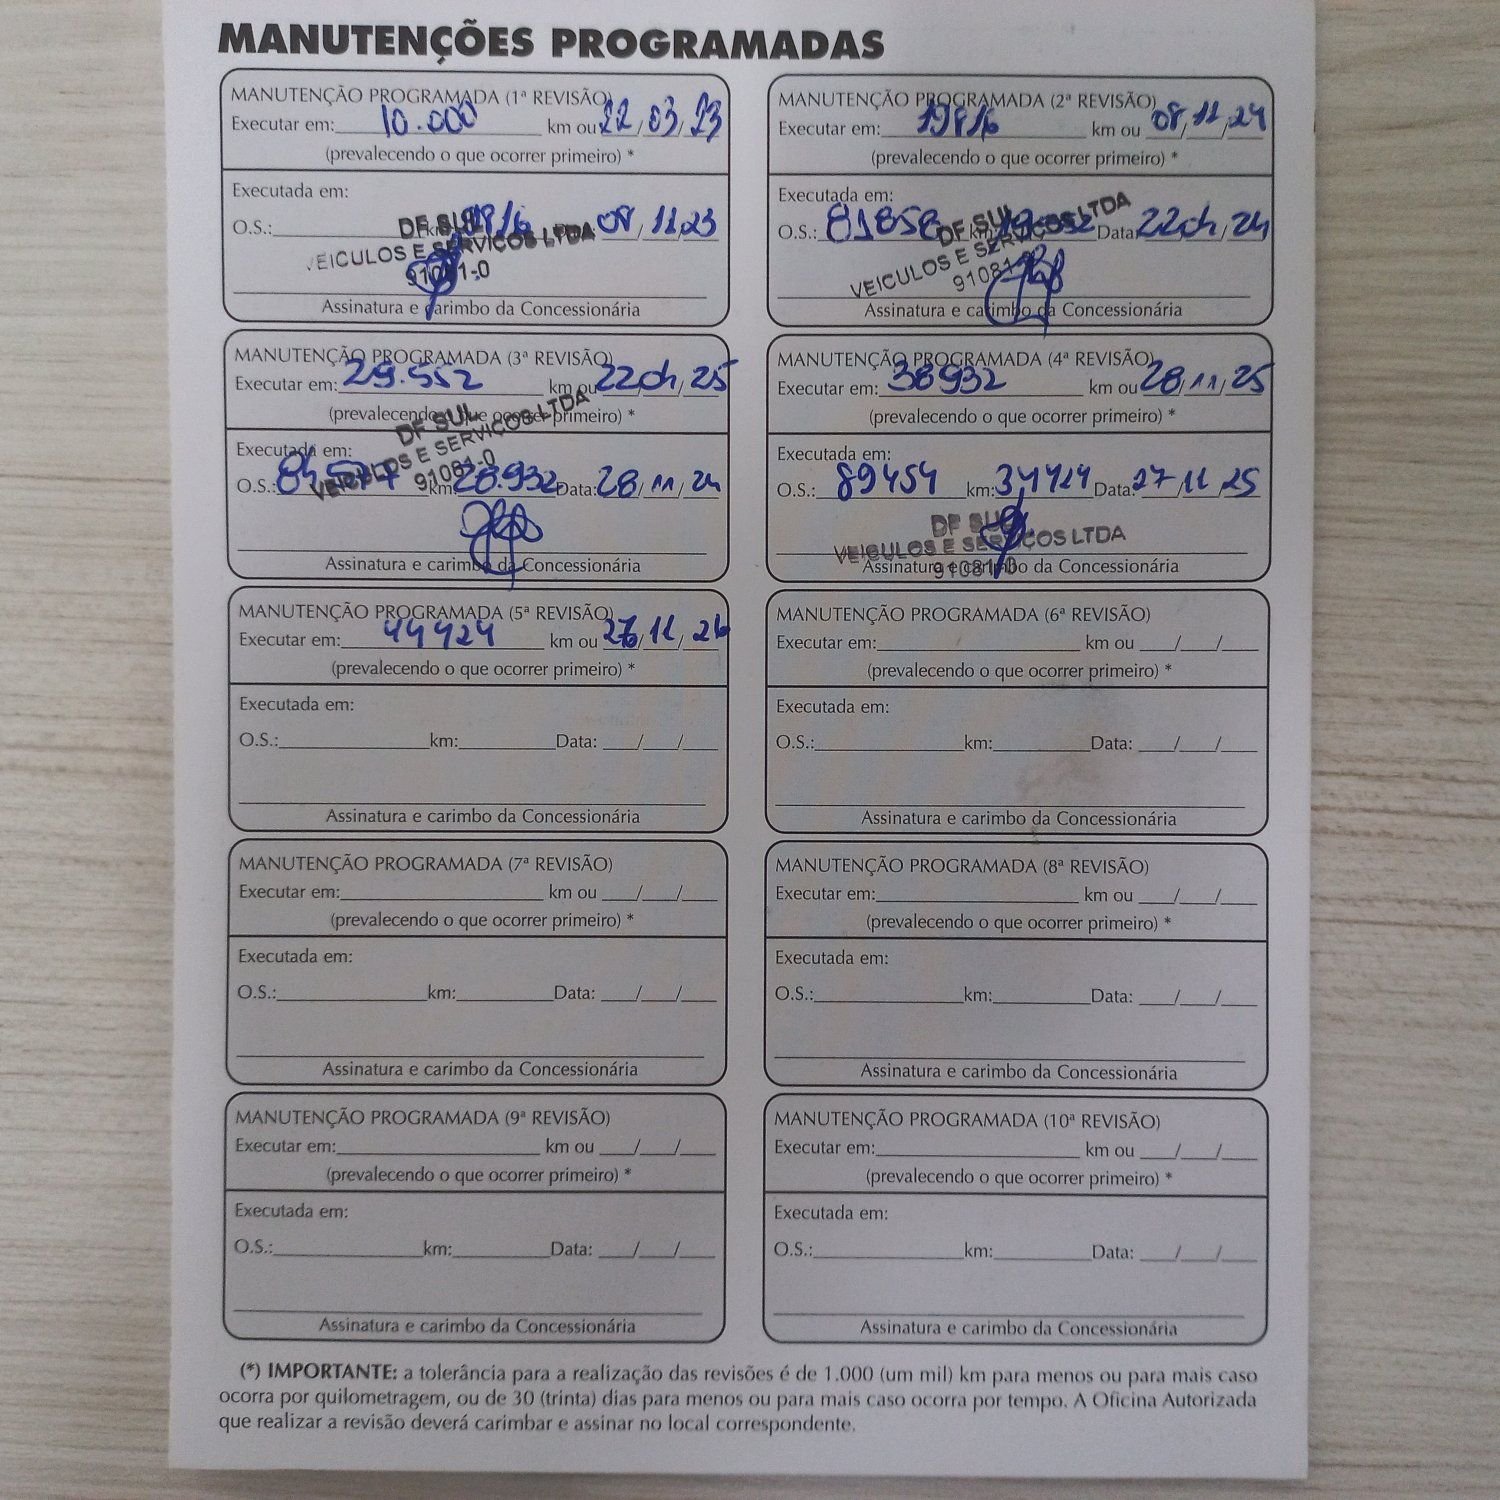 MANUTENÇÕES PROGRAMADAS
MANUTENÇÃO PROGRAMADA (1ª REVISÃO)
Executar em: 10.000 km ou 22/03/23
(prevalecendo o que ocorrer primeiro) *
Executada em:
O.S.: km: 9816 08/11/23
DF SUL
VEICULOS E SERVICOS LTDA
91081-0
Assinatura e carimbo da Concessionária
MANUTENÇÃO PROGRAMADA (2ª REVISÃO)
Executar em: 19816 km ou 08/11/24
(prevalecendo o que ocorrer primeiro) *
Executada em:
O.S.: 81858 km: Data: 22 04/24
DF SUL
VEICULOS E SERVICOS LTDA
91081-0
Assinatura e carimbo da Concessionária
MANUTENÇÃO PROGRAMADA (3ª REVISÃO)
Executar em: 29.552 km ou 22 04/25
(prevalecendo o que ocorrer primeiro) *
Executada em:
O.S.: km: 28.932 Data: 28/11/24
DF SUL
VEICULOS E SERVIÇOS LTDA
91081-0
Assinatura e carimbo da Concessionária
MANUTENÇÃO PROGRAMADA (4ª REVISÃO)
Executar em: 38932 km ou 28/11/25
(prevalecendo o que ocorrer primeiro) *
Executada em:
O.S.: 89454 km: 34424 Data: 27/11/25
DF SUL
VEICULOS E SERVIÇOS LTDA
91081-0
Assinatura e carimbo da Concessionária
MANUTENÇÃO PROGRAMADA (5ª REVISÃO)
Executar em: 44424 km ou 27/11/26
(prevalecendo o que ocorrer primeiro) *
Executada em:
O.S.: km: Data: / /
Assinatura e carimbo da Concessionária
MANUTENÇÃO PROGRAMADA (6ª REVISÃO)
Executar em: km ou / /
(prevalecendo o que ocorrer primeiro) *
Executada em:
O.S.: km: Data: / /
Assinatura e carimbo da Concessionária
MANUTENÇÃO PROGRAMADA (7ª REVISÃO)
Executar em: km ou / /
(prevalecendo o que ocorrer primeiro) *
Executada em:
O.S.: km: Data: / /
Assinatura e carimbo da Concessionária
MANUTENÇÃO PROGRAMADA (8ª REVISÃO)
Executar em: km ou / /
(prevalecendo o que ocorrer primeiro) *
Executada em:
O.S.: km: Data: / /
Assinatura e carimbo da Concessionária
MANUTENÇÃO PROGRAMADA (9ª REVISÃO)
Executar em: km ou / /
(prevalecendo o que ocorrer primeiro) *
Executada em:
O.S.: km: Data: / /
Assinatura e carimbo da Concessionária
MANUTENÇÃO PROGRAMADA (10ª REVISÃO)
Executar em: km ou / /
(prevalecendo o que ocorrer primeiro) *
Executada em:
O.S.: km: Data: / /
Assinatura e carimbo da Concessionária
(*) IMPORTANTE: a tolerância para a realização das revisões é de 1.000 (um mil) km para menos ou para mais caso
ocorra por quilometragem, ou de 30 (trinta) dias para menos ou para mais caso ocorra por tempo. A Oficina Autorizada
que realizar a revisão deverá carimbar e assinar no local correspondente.